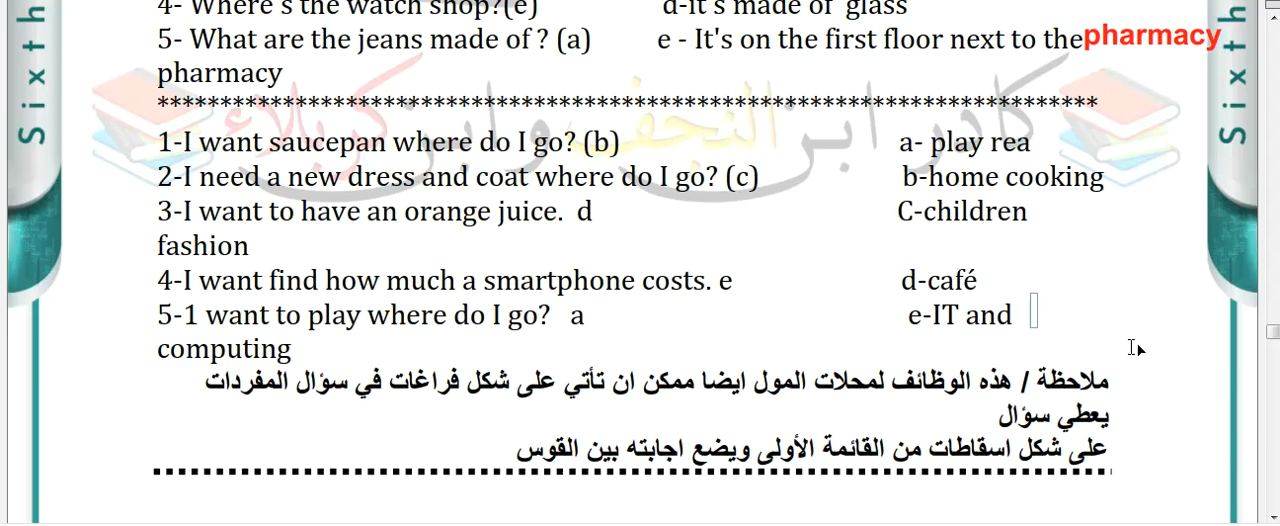 4- Where's the watch shop?(e) d-it's made of glass
5- What are the jeans made of ? (a) e - It's on the first floor next to the pharmacy
pharmacy
***************************************************************************
1-I want saucepan where do I go? (b) a- play rea
2-I need a new dress and coat where do I go? (c) b-home cooking
3-I want to have an orange juice. d C-children
fashion
4-I want find how much a smartphone costs. e d-café
5-1 want to play where do I go? a e-IT and
computing
ملاحظة / هذه الوظائف لمحلات المول ايضا ممكن ان تأتي على شكل فراغات في سؤال المفردات
يعطي سؤال
على شكل اسقاطات من القائمة الأولى ويضع اجابته بين القوس
كادر ابن النجف وابن كربلاء
Sixth
Sixth